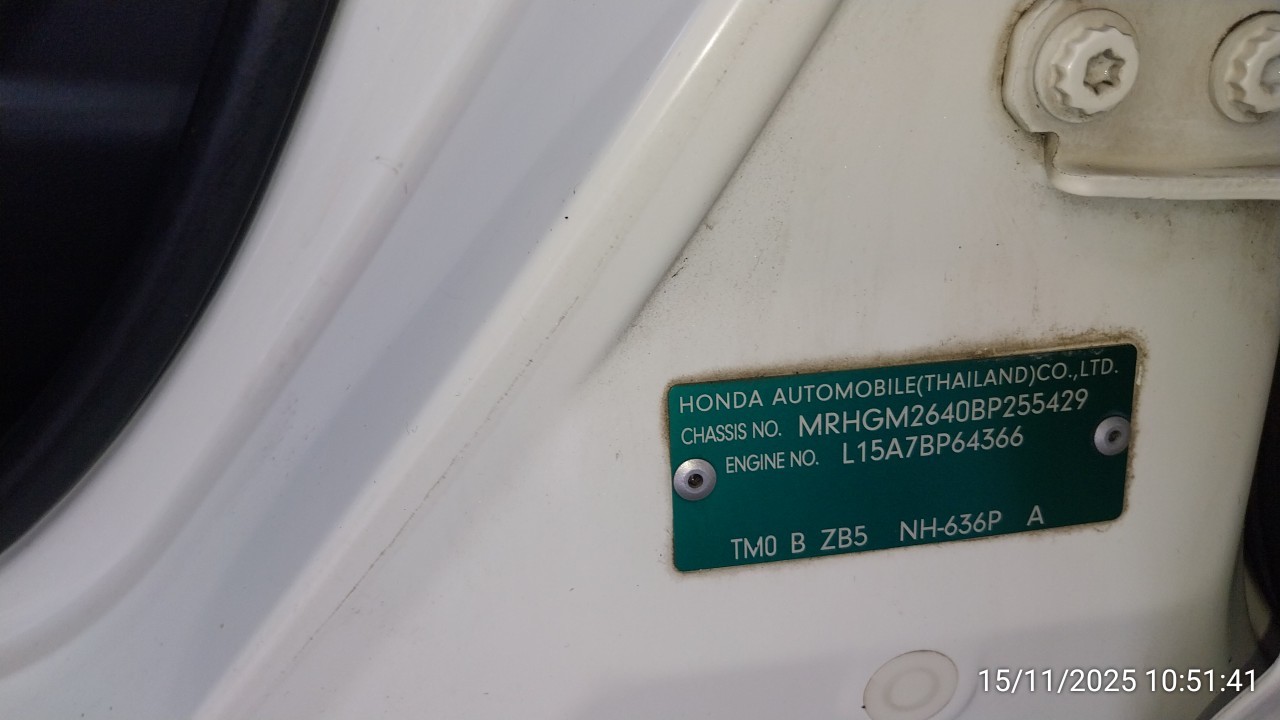 HONDA AUTOMOBILE(THAILAND)CO.,LTD.
CHASSIS NO. MRHGM2640BP255429
ENGINE NO. L15A7BP64366
TM0 B ZB5 NH-636P A
15/11/2025 10:51:41